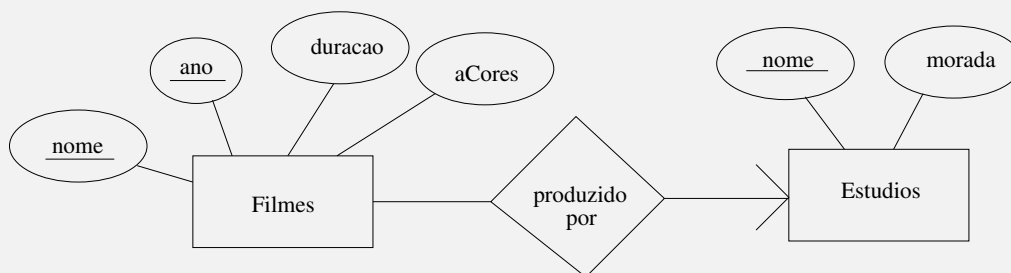 nome
ano
duracao
aCores
Filmes
produzido
por
nome
morada
Estudios